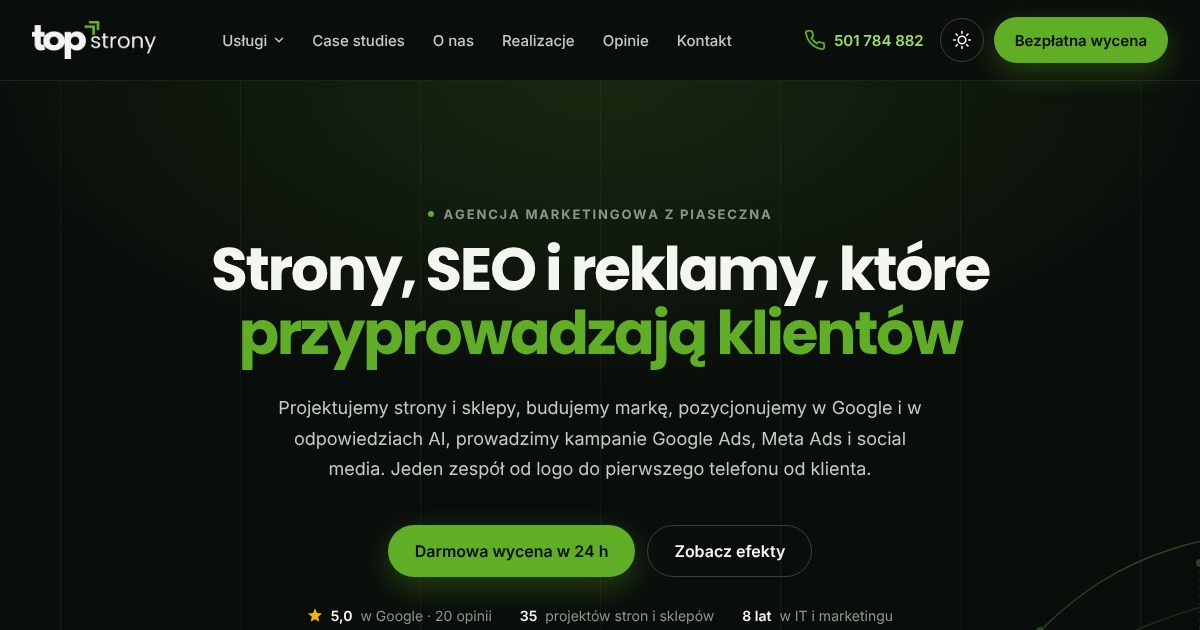 top strony
Usługi
Case studies
O nas
Realizacje
Opinie
Kontakt
501 784 882
Bezpłatna wycena
AGENCJA MARKETINGOWA Z PIASECZNA
Strony, SEO i reklamy, które
przyprowadzają klientów
Projektujemy strony i sklepy, budujemy markę, pozycjonujemy w Google i w
odpowiedziach AI, prowadzimy kampanie Google Ads, Meta Ads i social
media. Jeden zespół od logo do pierwszego telefonu od klienta.
Darmowa wycena w 24 h
Zobacz efekty
5,0 w Google · 20 opinii
35 projektów stron i sklepów
8 lat w IT i marketingu